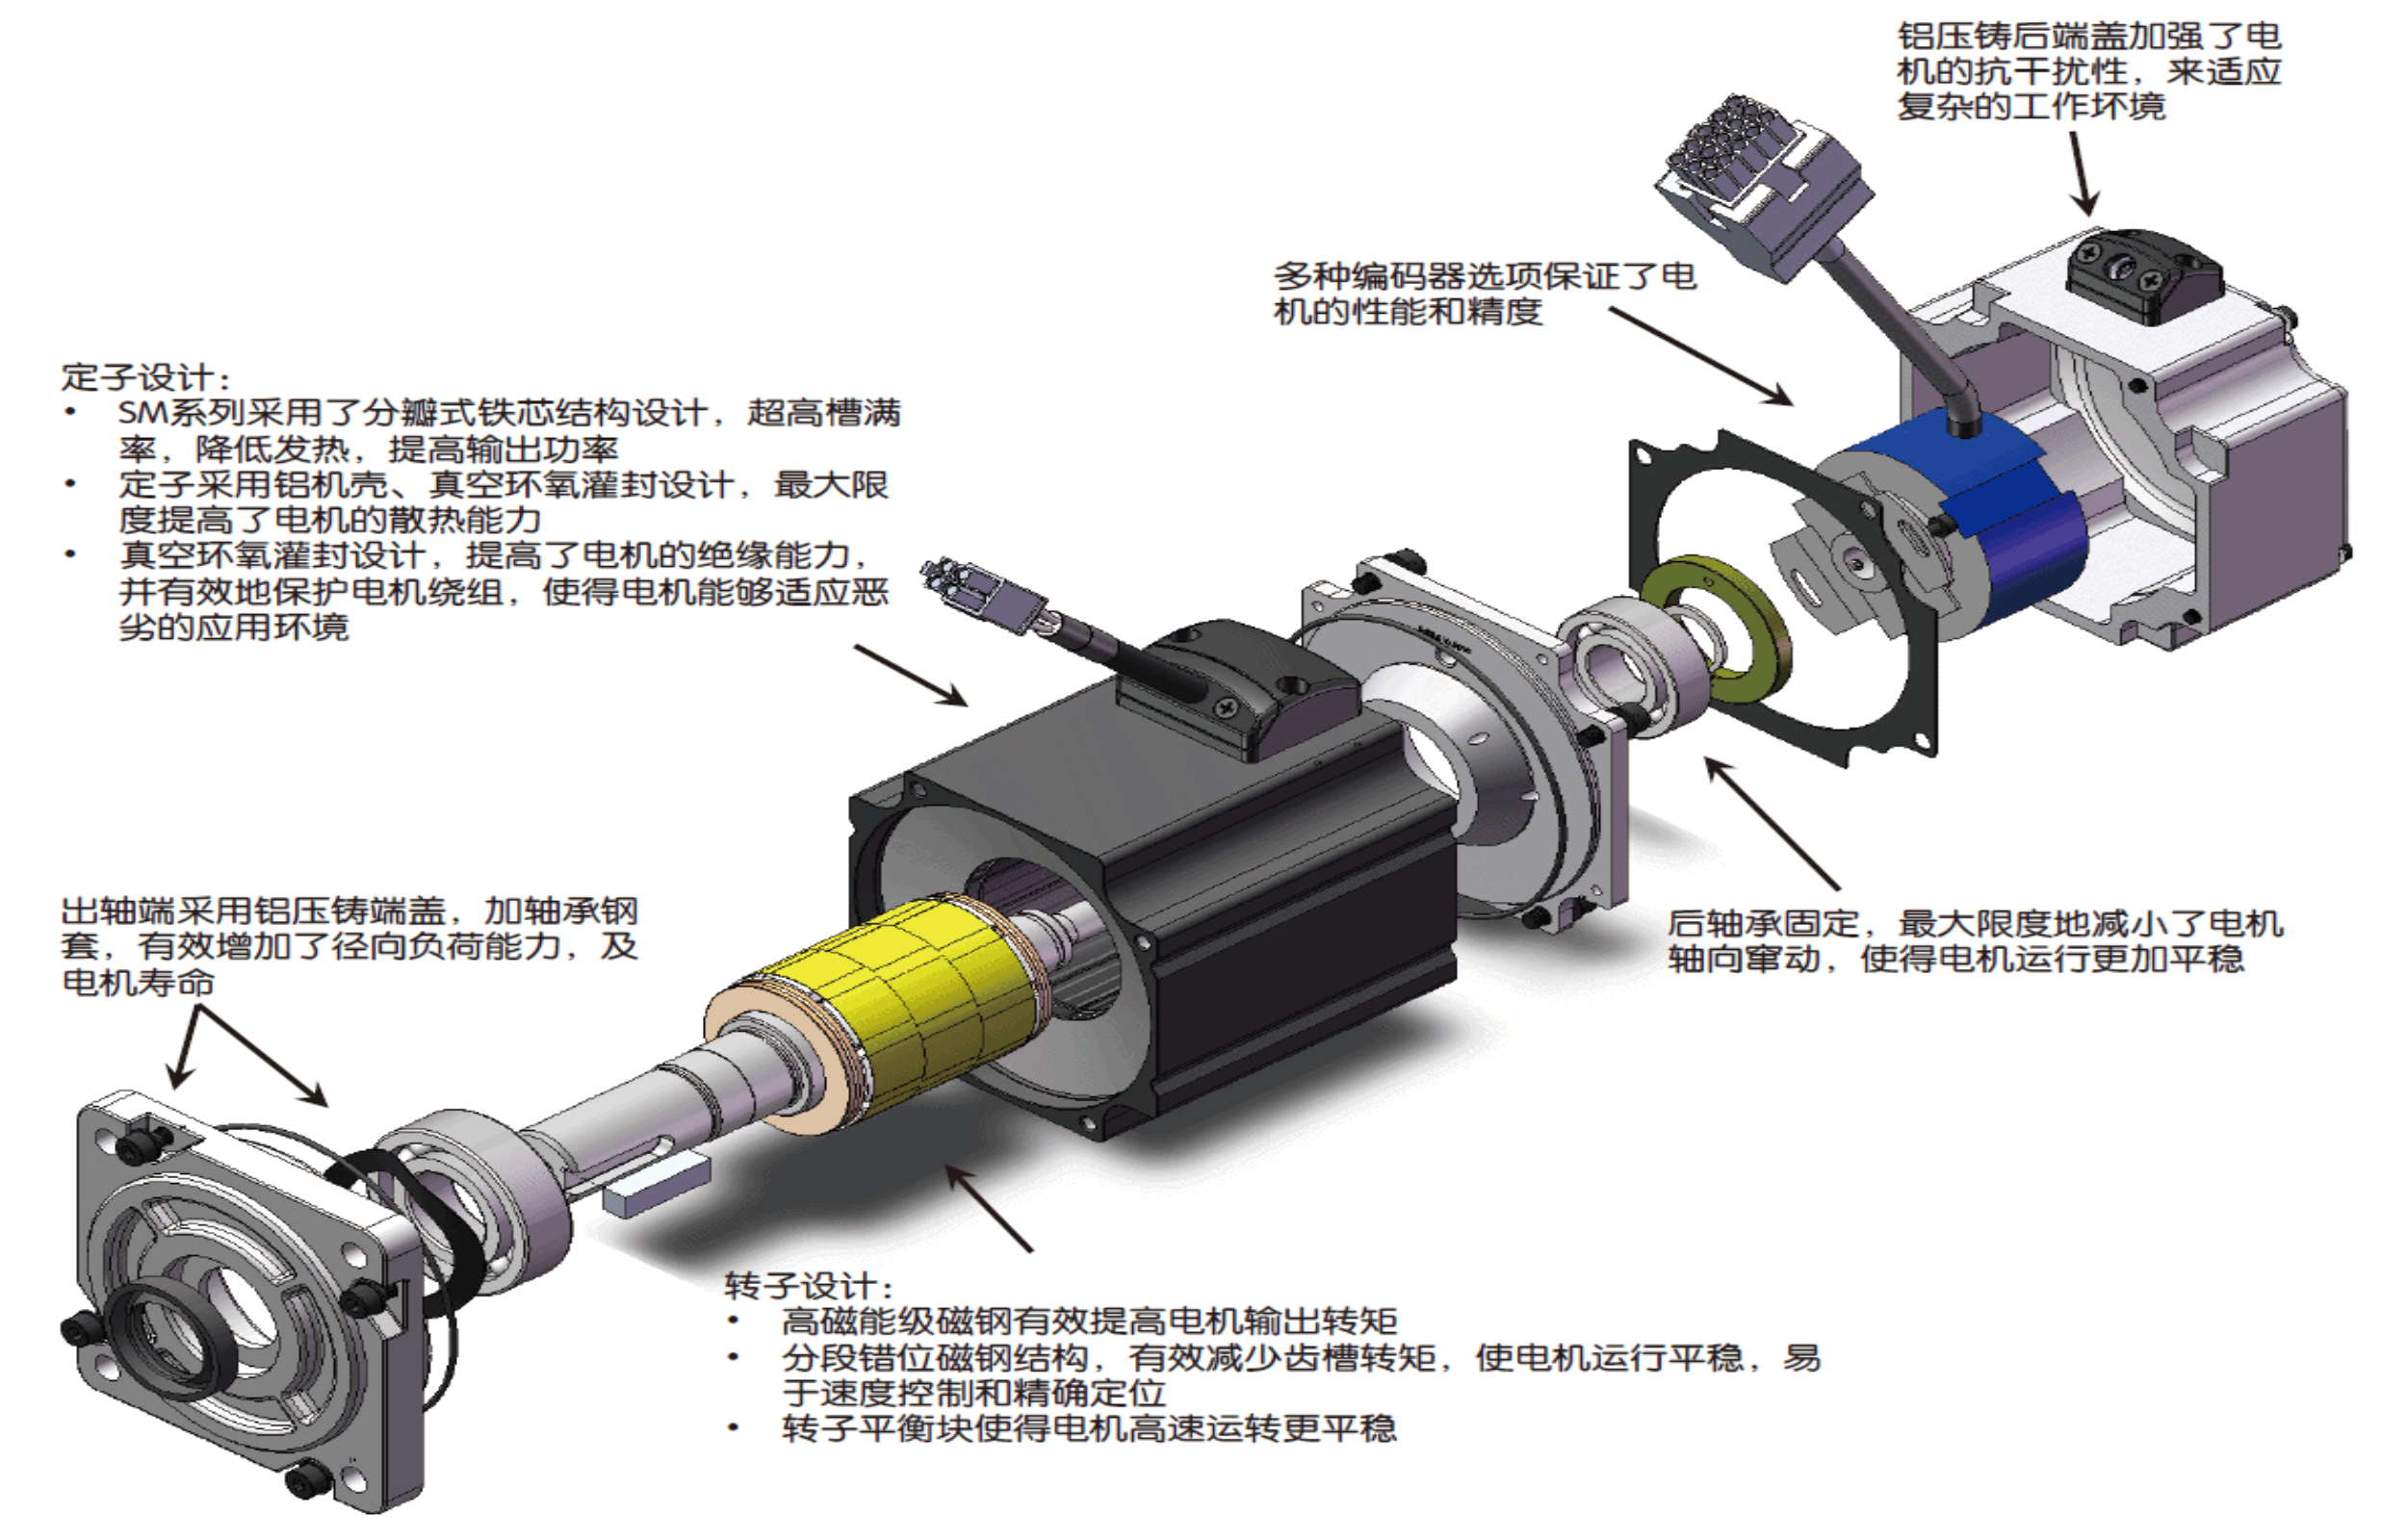 铝压铸后端盖加强了电
机的抗干扰性，来适应
复杂的工作坏境
多种编码器选项保证了电
机的性能和精度
定子设计：
• SM系列采用了分瓣式铁芯结构设计，超高槽满
率，降低发热，提高输出功率
• 定子采用铝机壳、真空环氧灌封设计，最大限
度提高了电机的散热能力
• 真空环氧灌封设计，提高了电机的绝缘能力，
并有效地保护电机绕组，使得电机能够适应恶
劣的应用环境
出轴端采用铝压铸端盖，加轴承钢
套，有效增加了径向负荷能力，及
电机寿命
后轴承固定，最大限度地减小了电机
轴向窜动，使得电机运行更加平稳
转子设计：
• 高磁能级磁钢有效提高电机输出转矩
• 分段错位磁钢结构，有效减少齿槽转矩，使电机运行平稳，易
于速度控制和精确定位
• 转子平衡块使得电机高速运转更平稳